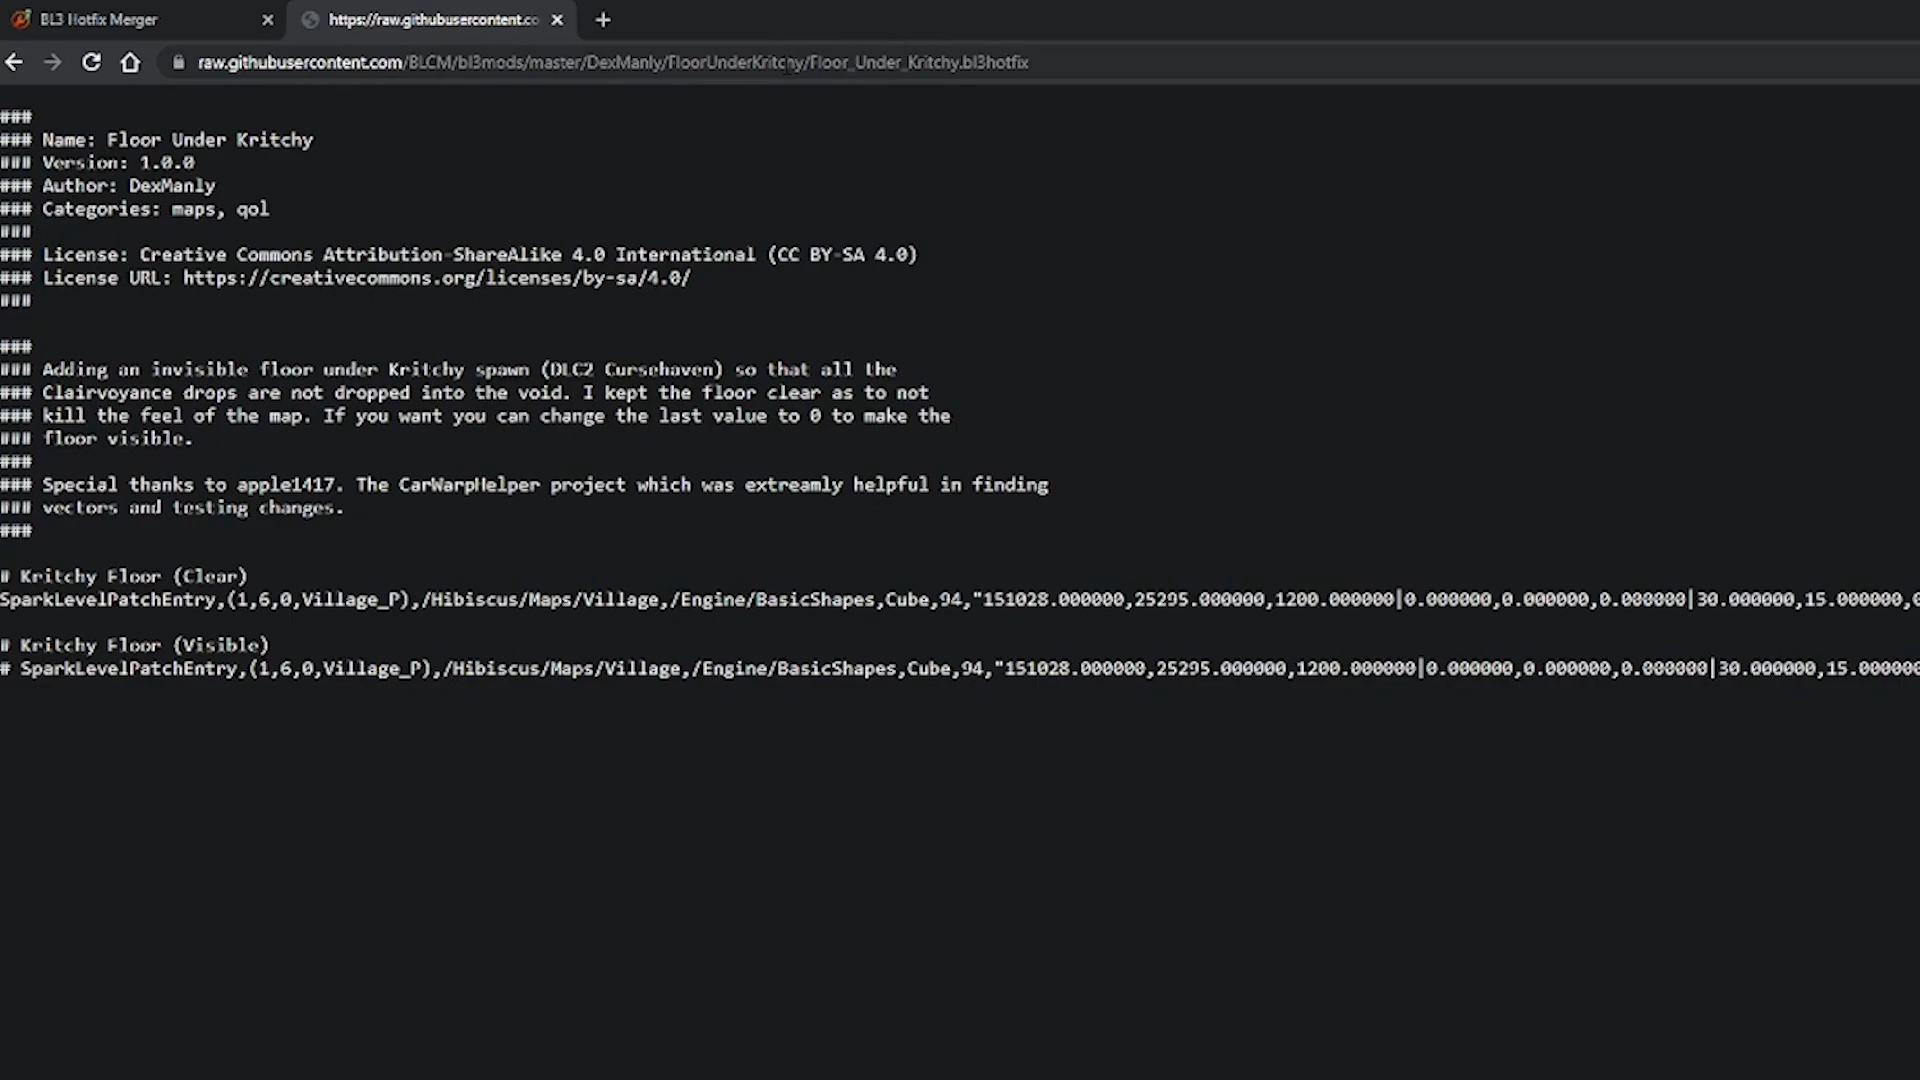 BL3 Hotfix Merger
https://raw.githubusercontent.co
raw.githubusercontent.com/BLCM/bl3mods/master/DexManly/FloorUnderKritchy/Floor_Under_Kritchy.bl3hotfix
###
### Name: Floor Under Kritchy
### Version: 1.0.0
### Author: DexManly
### Categories: maps, qol
###
### License: Creative Commons Attribution-ShareAlike 4.0 International (CC BY-SA 4.0)
### License URL: https://creativecommons.org/licenses/by-sa/4.0/
###
###
### Adding an invisible floor under Kritchy spawn (DLC2 Cursehaven) so that all the
### Clairvoyance drops are not dropped into the void. I kept the floor clear as to not
### kill the feel of the map. If you want you can change the last value to 0 to make the
### floor visible.
###
### Special thanks to apple1417. The CarWarpHelper project which was extreamly helpful in finding
### vectors and testing changes.
###
# Kritchy Floor (Clear)
SparkLevelPatchEntry,(1,6,0,Village_P),/Hibiscus/Maps/Village,/Engine/BasicShapes,Cube,94,"151028.000000,25295.000000,1200.000000|0.000000,0.000000,0.000000|30.000000,15.000000,0
# Kritchy Floor (Visible)
# SparkLevelPatchEntry,(1,6,0,Village_P),/Hibiscus/Maps/Village,/Engine/BasicShapes,Cube,94,"151028.000000,25295.000000,1200.000000|0.000000,0.000000,0.000000|30.000000,15.000000